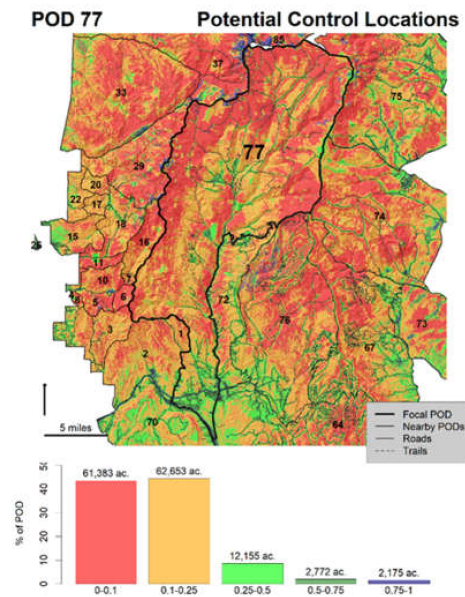 POD 77 Potential Control Locations
85
37
33
75
77
29
20
22
17
18
15
74
16
11
10
7
5
6
72
3
1
76
73
2
67
70
64
5 miles
Focal POD
Nearby PODs
Roads
Trails
% of POD
0 10 20 30 40 50
61,383 ac.
62,653 ac.
12,155 ac.
2,772 ac.
2,175 ac.
0-0.1 0.1-0.25 0.25-0.5 0.5-0.75 0.75-1